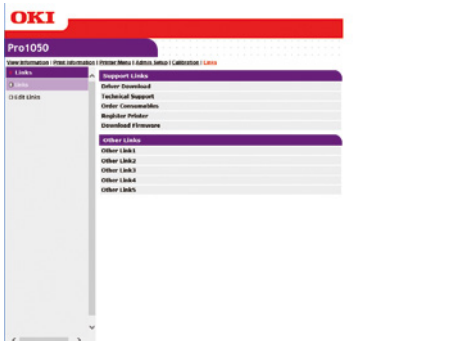 OKI
Pro1050
View Information | Print Information | Printer Menu | Admin Setup | Calibration | Links
Links
Links
Edit Links
Support Links
Driver Download
Technical Support
Order Consumables
Register Printer
Download Firmware
Other Links
Other Link1
Other Link2
Other Link3
Other Link4
Other Link5